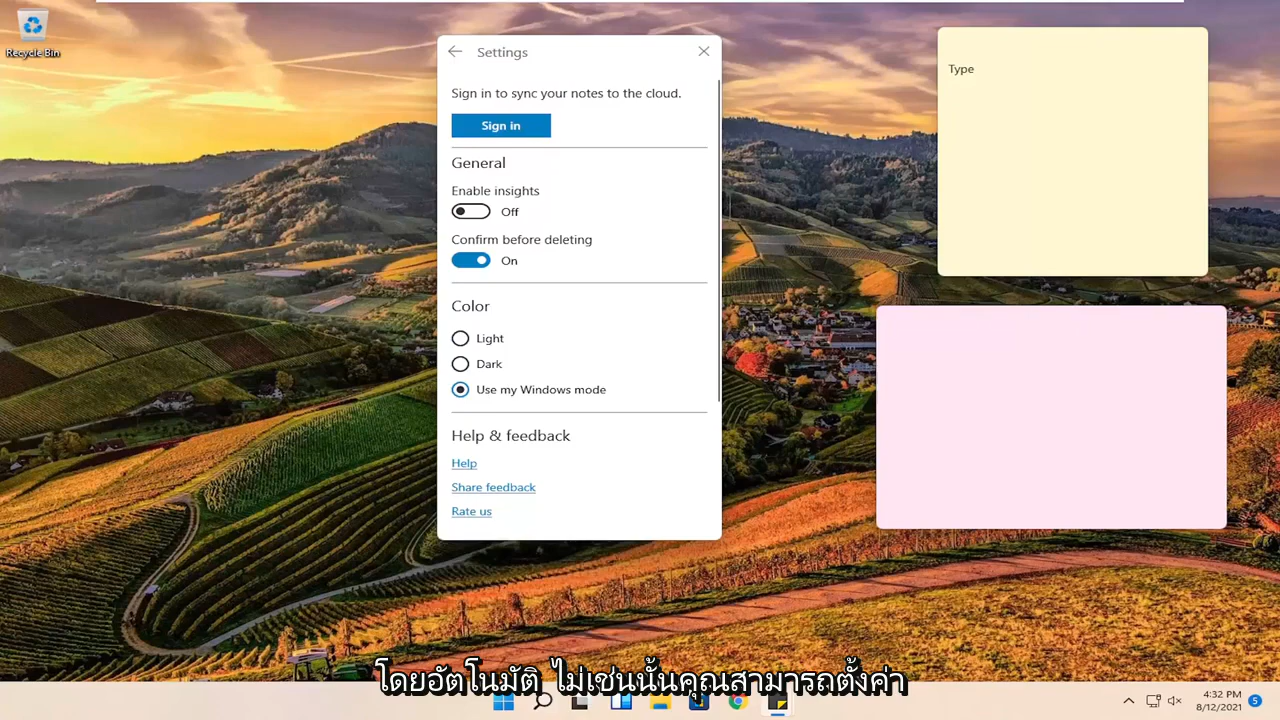 Recycle Bin
Settings
Sign in to sync your notes to the cloud.
Sign in
General
Enable insights
Off
Confirm before deleting
On
Color
Light
Dark
Use my Windows mode
Help & feedback
Help
Share feedback
Rate us
Type
โดยอัตโนมัติ ไม่เช่นนั้นคุณสามารถตั้งค่า
4:32 PM
8/12/2021
5